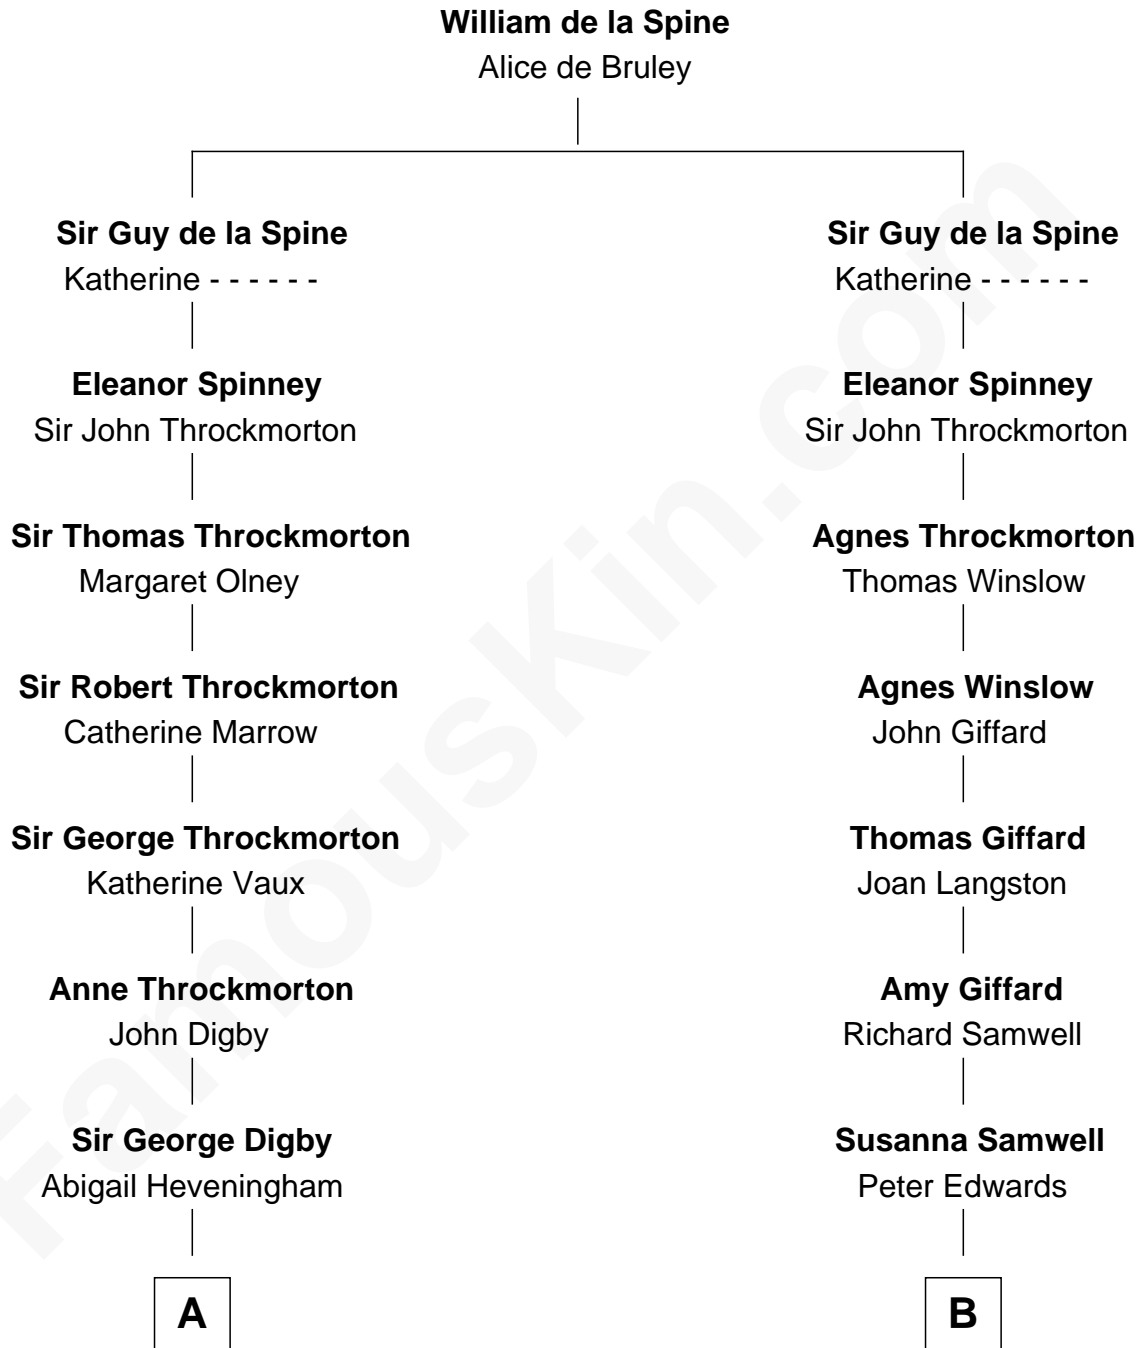 William de la Spine
Alice de Bruley
Sir Guy de la Spine
Katherine - - - - - -
Eleanor Spinney
Sir John Throckmorton
Sir Thomas Throckmorton
Margaret Olney
Sir Robert Throckmorton
Catherine Marrow
Sir George Throckmorton
Katherine Vaux
Anne Throckmorton
John Digby
Sir George Digby
Abigail Heveningham
A
Sir Guy de la Spine
Katherine - - - - - -
Eleanor Spinney
Sir John Throckmorton
Agnes Throckmorton
Thomas Winslow
Agnes Winslow
John Giffard
Thomas Giffard
Joan Langston
Amy Giffard
Richard Samwell
Susanna Samwell
Peter Edwards
B
FamousKin.com